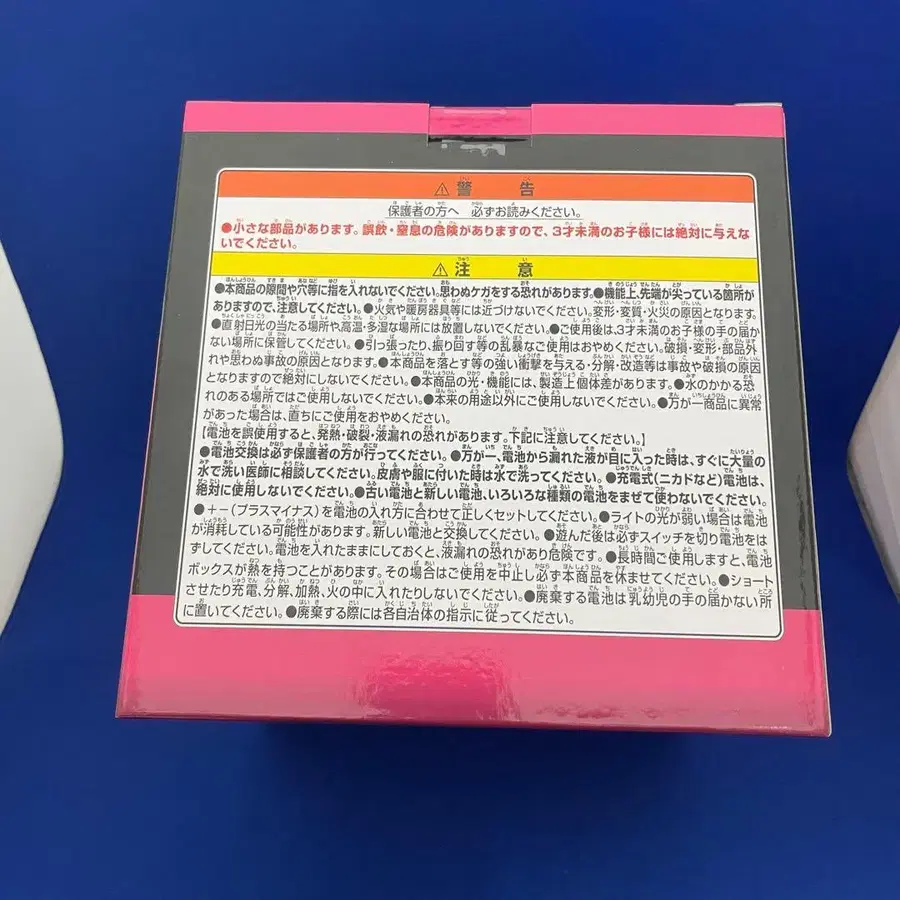 ⚠警 告
保護者の方へ 必ずお読みください。
●小さな部品があります。誤飲・窒息の危険がありますので、3才未満のお子様には絶対に与えな
いでください。
⚠注 意
●本商品の隙間や穴等に指を入れないでください。思わぬケガをする恐れがあります。●機能上、先端が尖っている箇所が
ありますので、注意してください。●火気や暖房器具等には近づけないでください。変形・変質・火災の原因となります。
●直射日光の当たる場所や、高温・多湿な場所には放置しないでください。●ご使用後は、3才未満のお子様の手の届か
ない場所に保管してください。●引っ張ったり、振り回す等の乱暴なご使用はおやめください。破損・変形・部品外
れや思わぬ事故の原因となります。●本商品を落とす等の強い衝撃を与える・分解・改造等は事故や破損の原因
となりますので絶対にしないでください。●本商品の光・機能には、製造上個体差があります。●水のかかる恐
れのある場所ではご使用しないでください。●本来の用途以外にご使用しないでください。●万が一商品に異常
があった場合は、直ちにご使用をおやめください。
【電池を誤使用すると、発熱・破裂・液漏れの恐れがあります。下記に注意してください。】
●電池交換は必ず保護者の方が行ってください。●万が一、電池から漏れた液が目に入った時は、すぐに大量の
水で洗い医師に相談してください。皮膚や服に付いた時は水で洗ってください。●充電式(ニカドなど)電池は、
絶対に使用しないでください。●古い電池と新しい電池、いろいろな種類の電池をまぜて使わないでください。
●+-(プラスマイナス)を電池の入れ方に合わせて正しくセットしてください。●ライトの光が弱い場合は電池
が消耗している可能性があります。新しい電池と交換してください。●遊んだ後は必ずスイッチを切り電池をは
ずしてください。電池を入れたままにしておくと、液漏れの恐れがあり危険です。●長時間ご使用しますと、電池
ボックスが熱を持つことがあります。その場合はご使用を中止し必ず本商品を休ませてください。●ショート
させたり充電、分解、加熱、火の中に入れたりしないでください。●廃棄する電池は乳幼児の手の届かない所
に置いてください。●廃棄する際には各自治体の指示に従ってください。